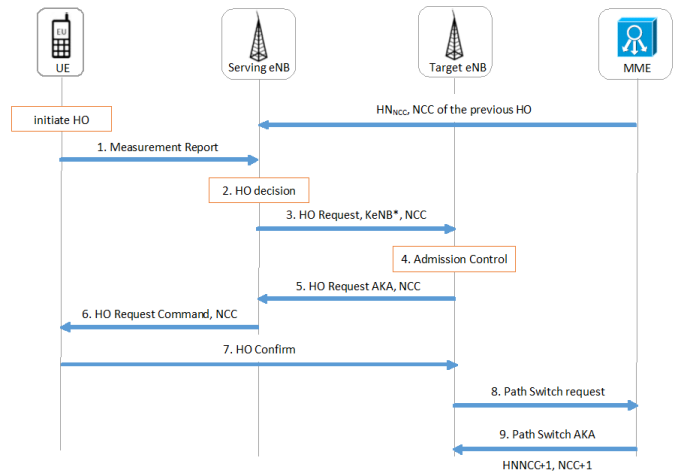 EU
UE
Serving eNB
Target eNB
MME
initiate HO
HN_NCC, NCC of the previous HO
1. Measurement Report
2. HO decision
3. HO Request, KeNB*, NCC
4. Admission Control
5. HO Request AKA, NCC
6. HO Request Command, NCC
7. HO Confirm
8. Path Switch request
9. Path Switch AKA
HNNCC+1, NCC+1